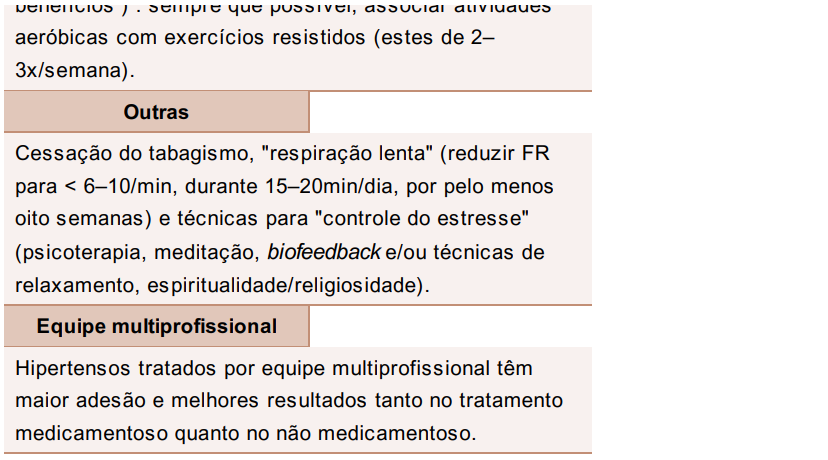 benefícios") : sempre que possível, associar atividades
aeróbicas com exercícios resistidos (estes de 2–
3x/semana).
Outras
Cessação do tabagismo, "respiração lenta" (reduzir FR
para < 6–10/min, durante 15–20min/dia, por pelo menos
oito semanas) e técnicas para "controle do estresse"
(psicoterapia, meditação, biofeedback e/ou técnicas de
relaxamento, espiritualidade/religiosidade).
Equipe multiprofissional
Hipertensos tratados por equipe multiprofissional têm
maior adesão e melhores resultados tanto no tratamento
medicamentoso quanto no não medicamentoso.